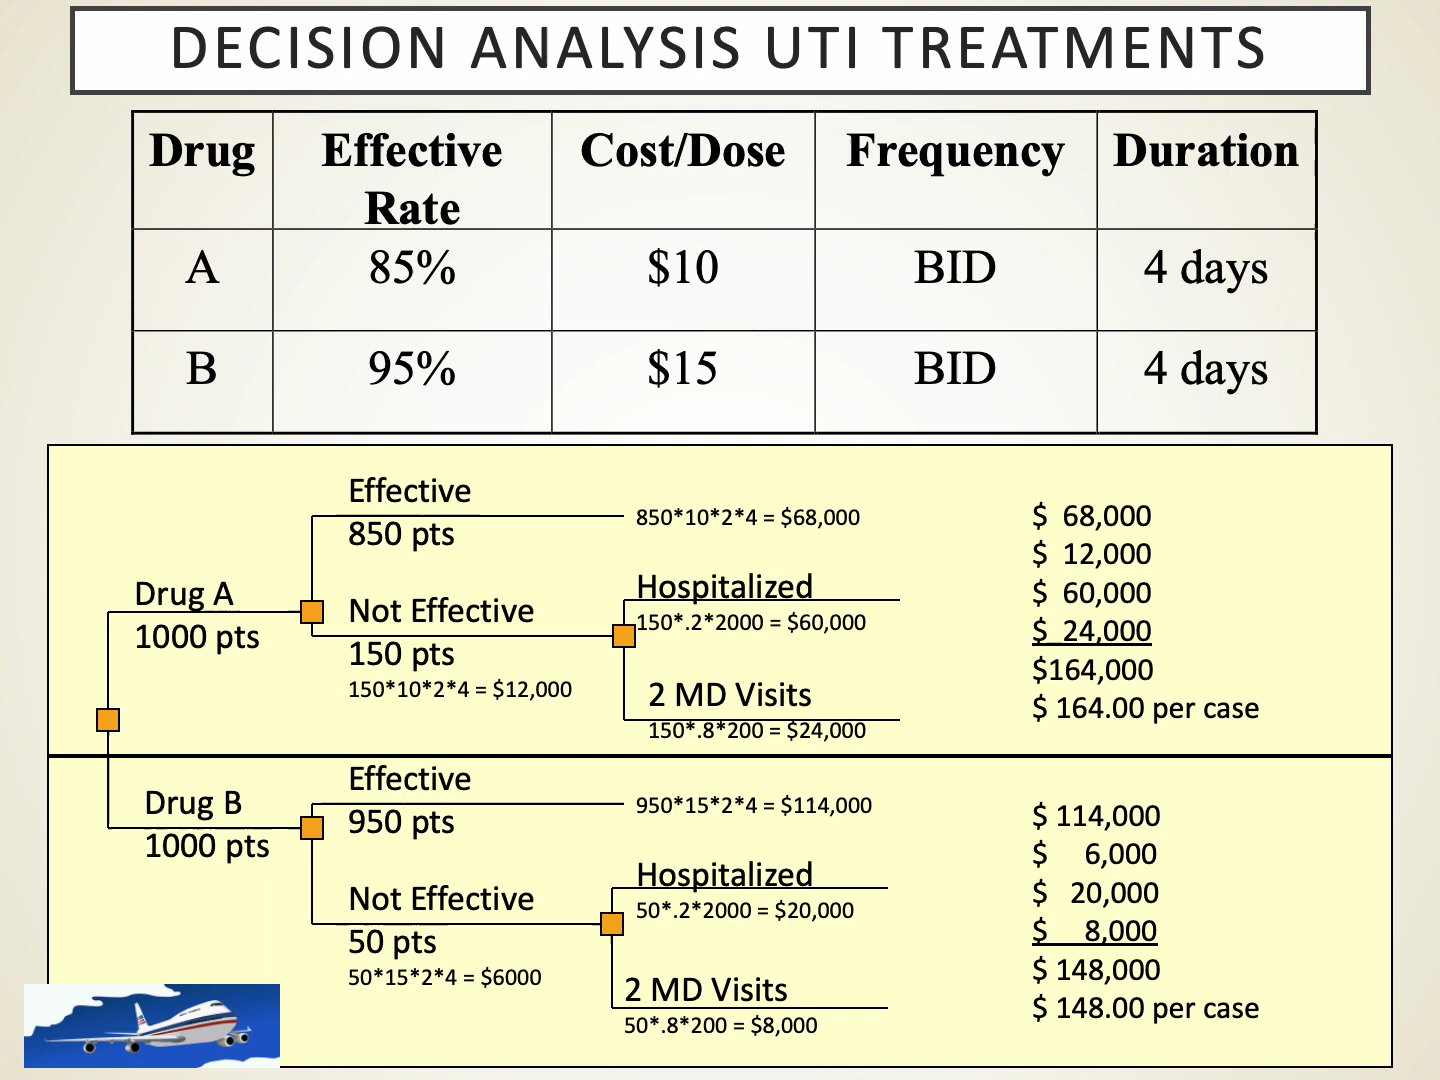 DECISION ANALYSIS UTI TREATMENTS
Drug Effective Rate Cost/Dose Frequency Duration
A 85% $10 BID 4 days
B 95% $15 BID 4 days
Drug A
1000 pts
Effective
850 pts
850*10*2*4 = $68,000
Not Effective
150 pts
150*10*2*4 = $12,000
Hospitalized
150*.2*2000 = $60,000
2 MD Visits
150*.8*200 = $24,000
$ 68,000
$ 12,000
$ 60,000
$ 24,000
$164,000
$ 164.00 per case
Drug B
1000 pts
Effective
950 pts
950*15*2*4 = $114,000
Not Effective
50 pts
50*15*2*4 = $6000
Hospitalized
50*.2*2000 = $20,000
2 MD Visits
50*.8*200 = $8,000
$ 114,000
$ 6,000
$ 20,000
$ 8,000
$ 148,000
$ 148.00 per case